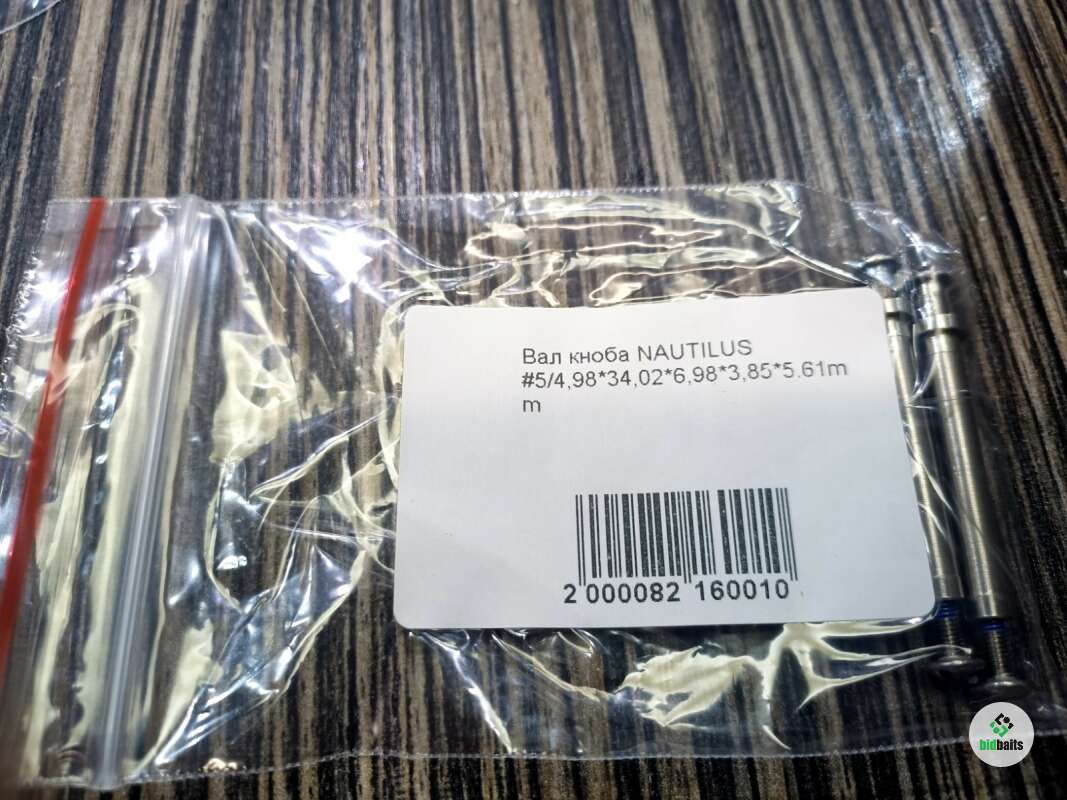 Вал кноба NAUTILUS
#5/4,98*34,02*6,98*3,85*5.61m
m
2 000082 160010
bidbaits